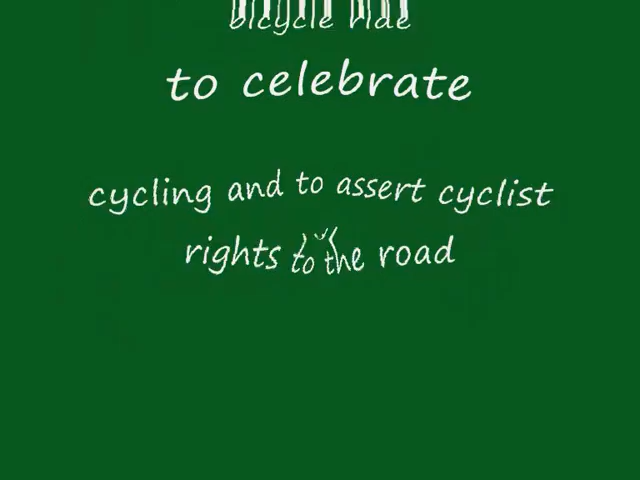 bicycle ride
to celebrate
cycling and to assert cyclist
rights to the road